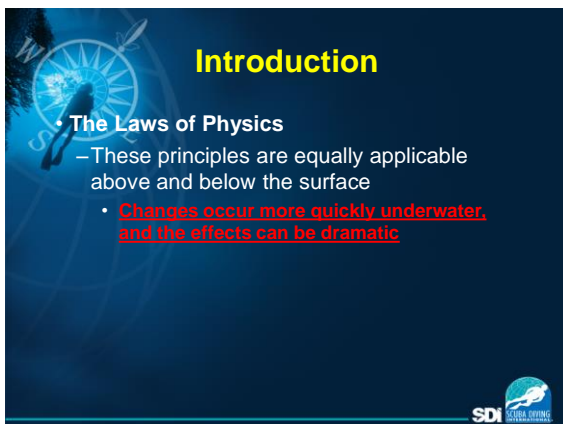 Introduction
• The Laws of Physics
–These principles are equally applicable
above and below the surface
• Changes occur more quickly underwater,
and the effects can be dramatic
N
S
SDi
SCUBA DIVING
INTERNATIONAL